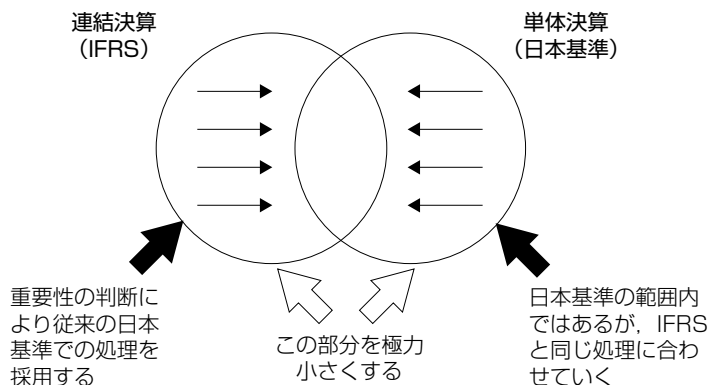 連結決算
（IFRS）
単体決算
（日本基準）
重要性の判断に
より従来の日本
基準での処理を
採用する
この部分を極力
小さくする
日本基準の範囲内
ではあるが，IFRS
と同じ処理に合わ
せていく